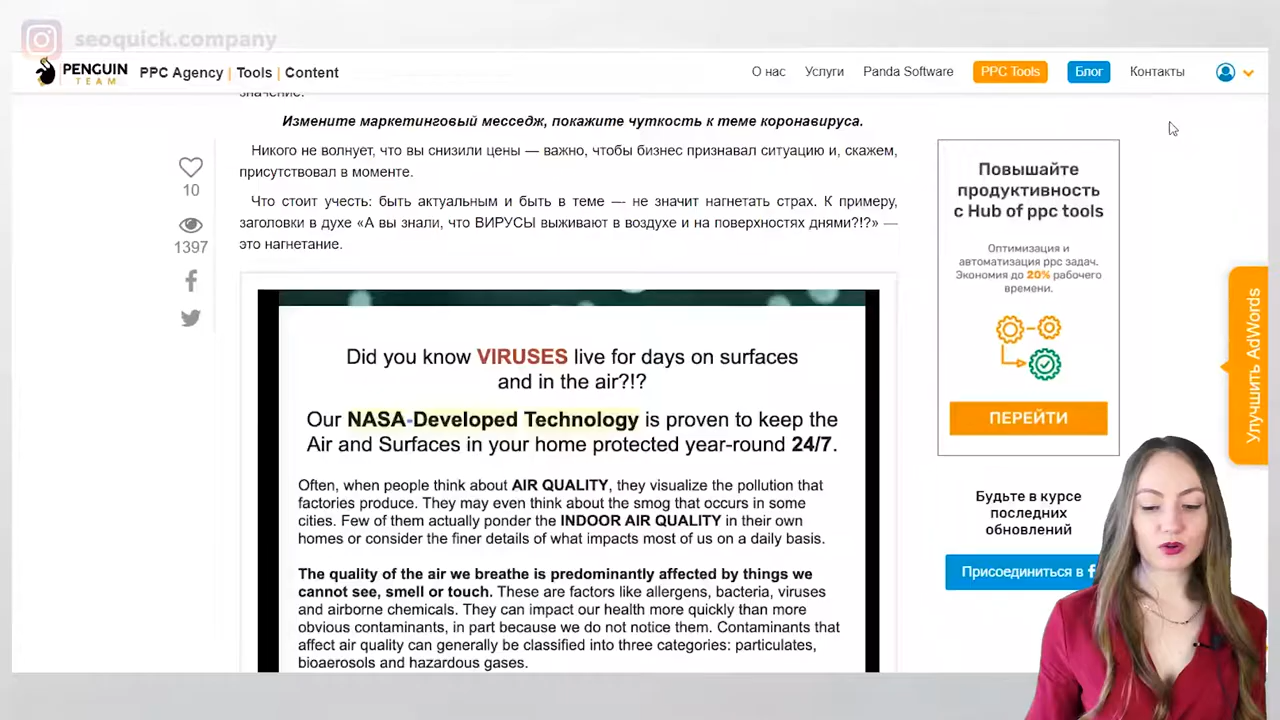 seoquick.company
PENGUIN
TEAM
PPC Agency | Tools | Content
О нас
Услуги
Panda Software
PPC Tools
Блог
Контакты
значение.
Измените маркетинговый месседж, покажите чуткость к теме коронавируса.
Никого не волнует, что вы снизили цены — важно, чтобы бизнес признавал ситуацию и, скажем,
присутствовал в моменте.
Что стоит учесть: быть актуальным и быть в теме —- не значит нагнетать страх. К примеру,
заголовки в духе «А вы знали, что ВИРУСЫ выживают в воздухе и на поверхностях днями?!?» —
это нагнетание.
10
1397
Did you know VIRUSES live for days on surfaces
and in the air?!?
Our NASA-Developed Technology is proven to keep the
Air and Surfaces in your home protected year-round 24/7.
Often, when people think about AIR QUALITY, they visualize the pollution that
factories produce. They may even think about the smog that occurs in some
cities. Few of them actually ponder the INDOOR AIR QUALITY in their own
homes or consider the finer details of what impacts most of us on a daily basis.
The quality of the air we breathe is predominantly affected by things we
cannot see, smell or touch. These are factors like allergens, bacteria, viruses
and airborne chemicals. They can impact our health more quickly than more
obvious contaminants, in part because we do not notice them. Contaminants that
affect air quality can generally be classified into three categories: particulates,
bioaerosols and hazardous gases.
Повышайте
продуктивность
с Hub of ppc tools
Оптимизация и
автоматизация ppc задач.
Экономия до 20% рабочего
времени.
ПЕРЕЙТИ
Будьте в курсе
последних
обновлений
Присоединиться в f
Улучшить AdWords